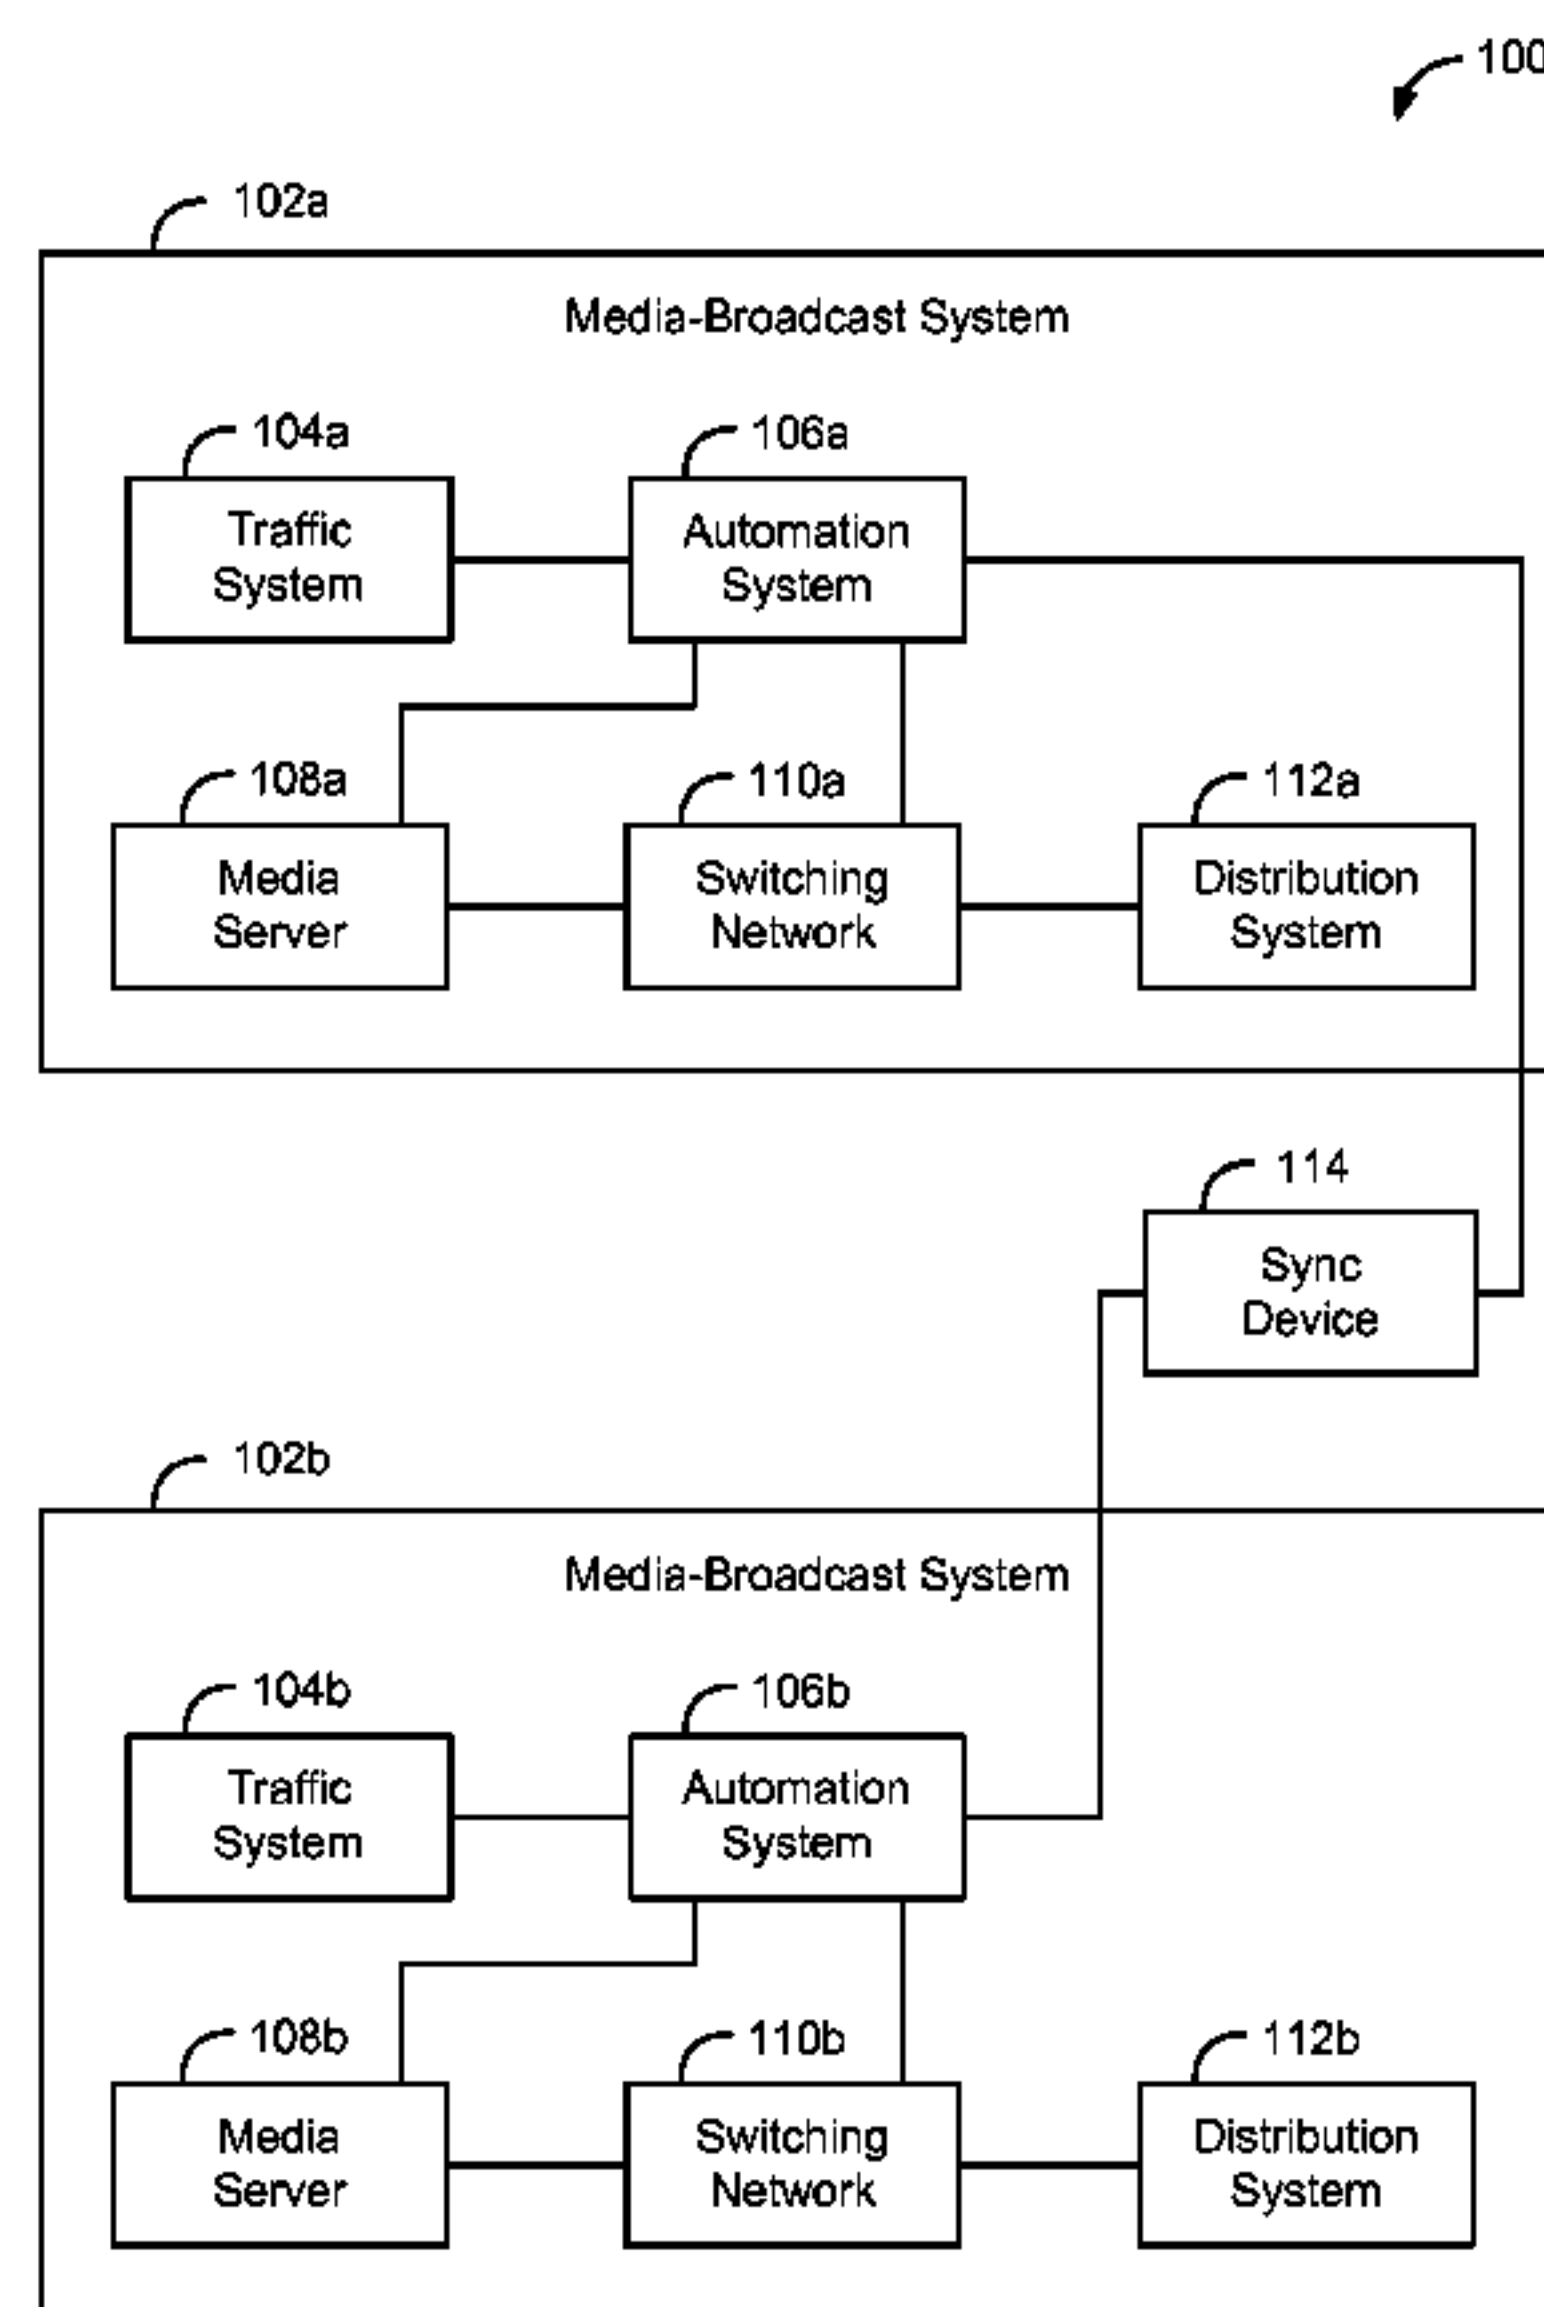 100
102a
Media-Broadcast System
104a
106a
Traffic
System
Automation
System
108a
110a
112a
Media
Server
Switching
Network
Distribution
System
114
Sync
Device
102b
Media-Broadcast System
104b
106b
Traffic
System
Automation
System
108b
110b
112b
Media
Server
Switching
Network
Distribution
System